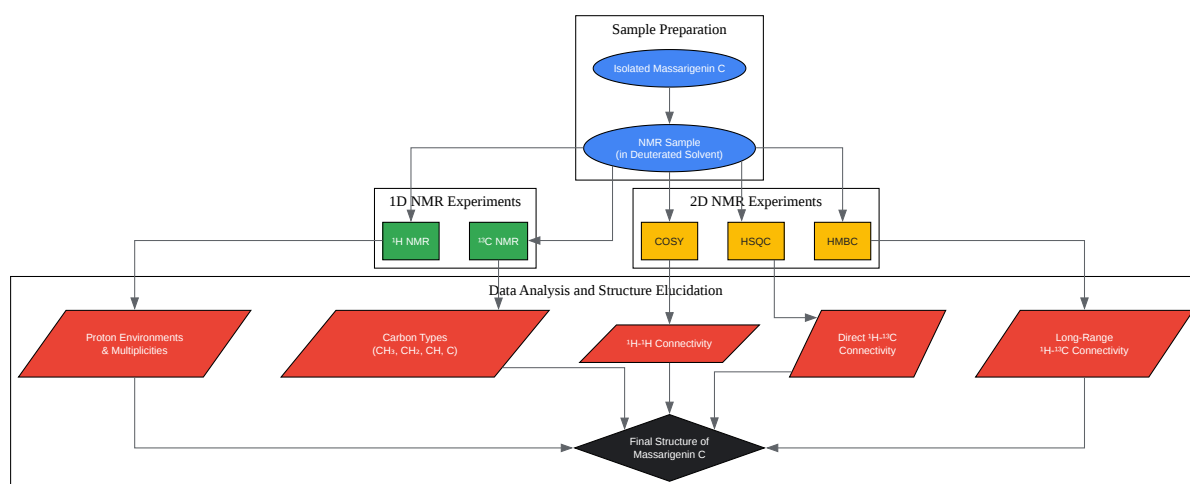 Sample Preparation
Isolated Massarigenin C
NMR Sample
(in Deuterated Solvent)
1D NMR Experiments
2D NMR Experiments
¹H NMR
¹³C NMR
COSY
HSQC
HMBC
Data Analysis and Structure Elucidation
Proton Environments
& Multiplicities
Carbon Types
(CH₃, CH₂, CH, C)
¹H-¹H Connectivity
Direct ¹H-¹³C
Connectivity
Long-Range
¹H-¹³C Connectivity
Final Structure of
Massarigenin C